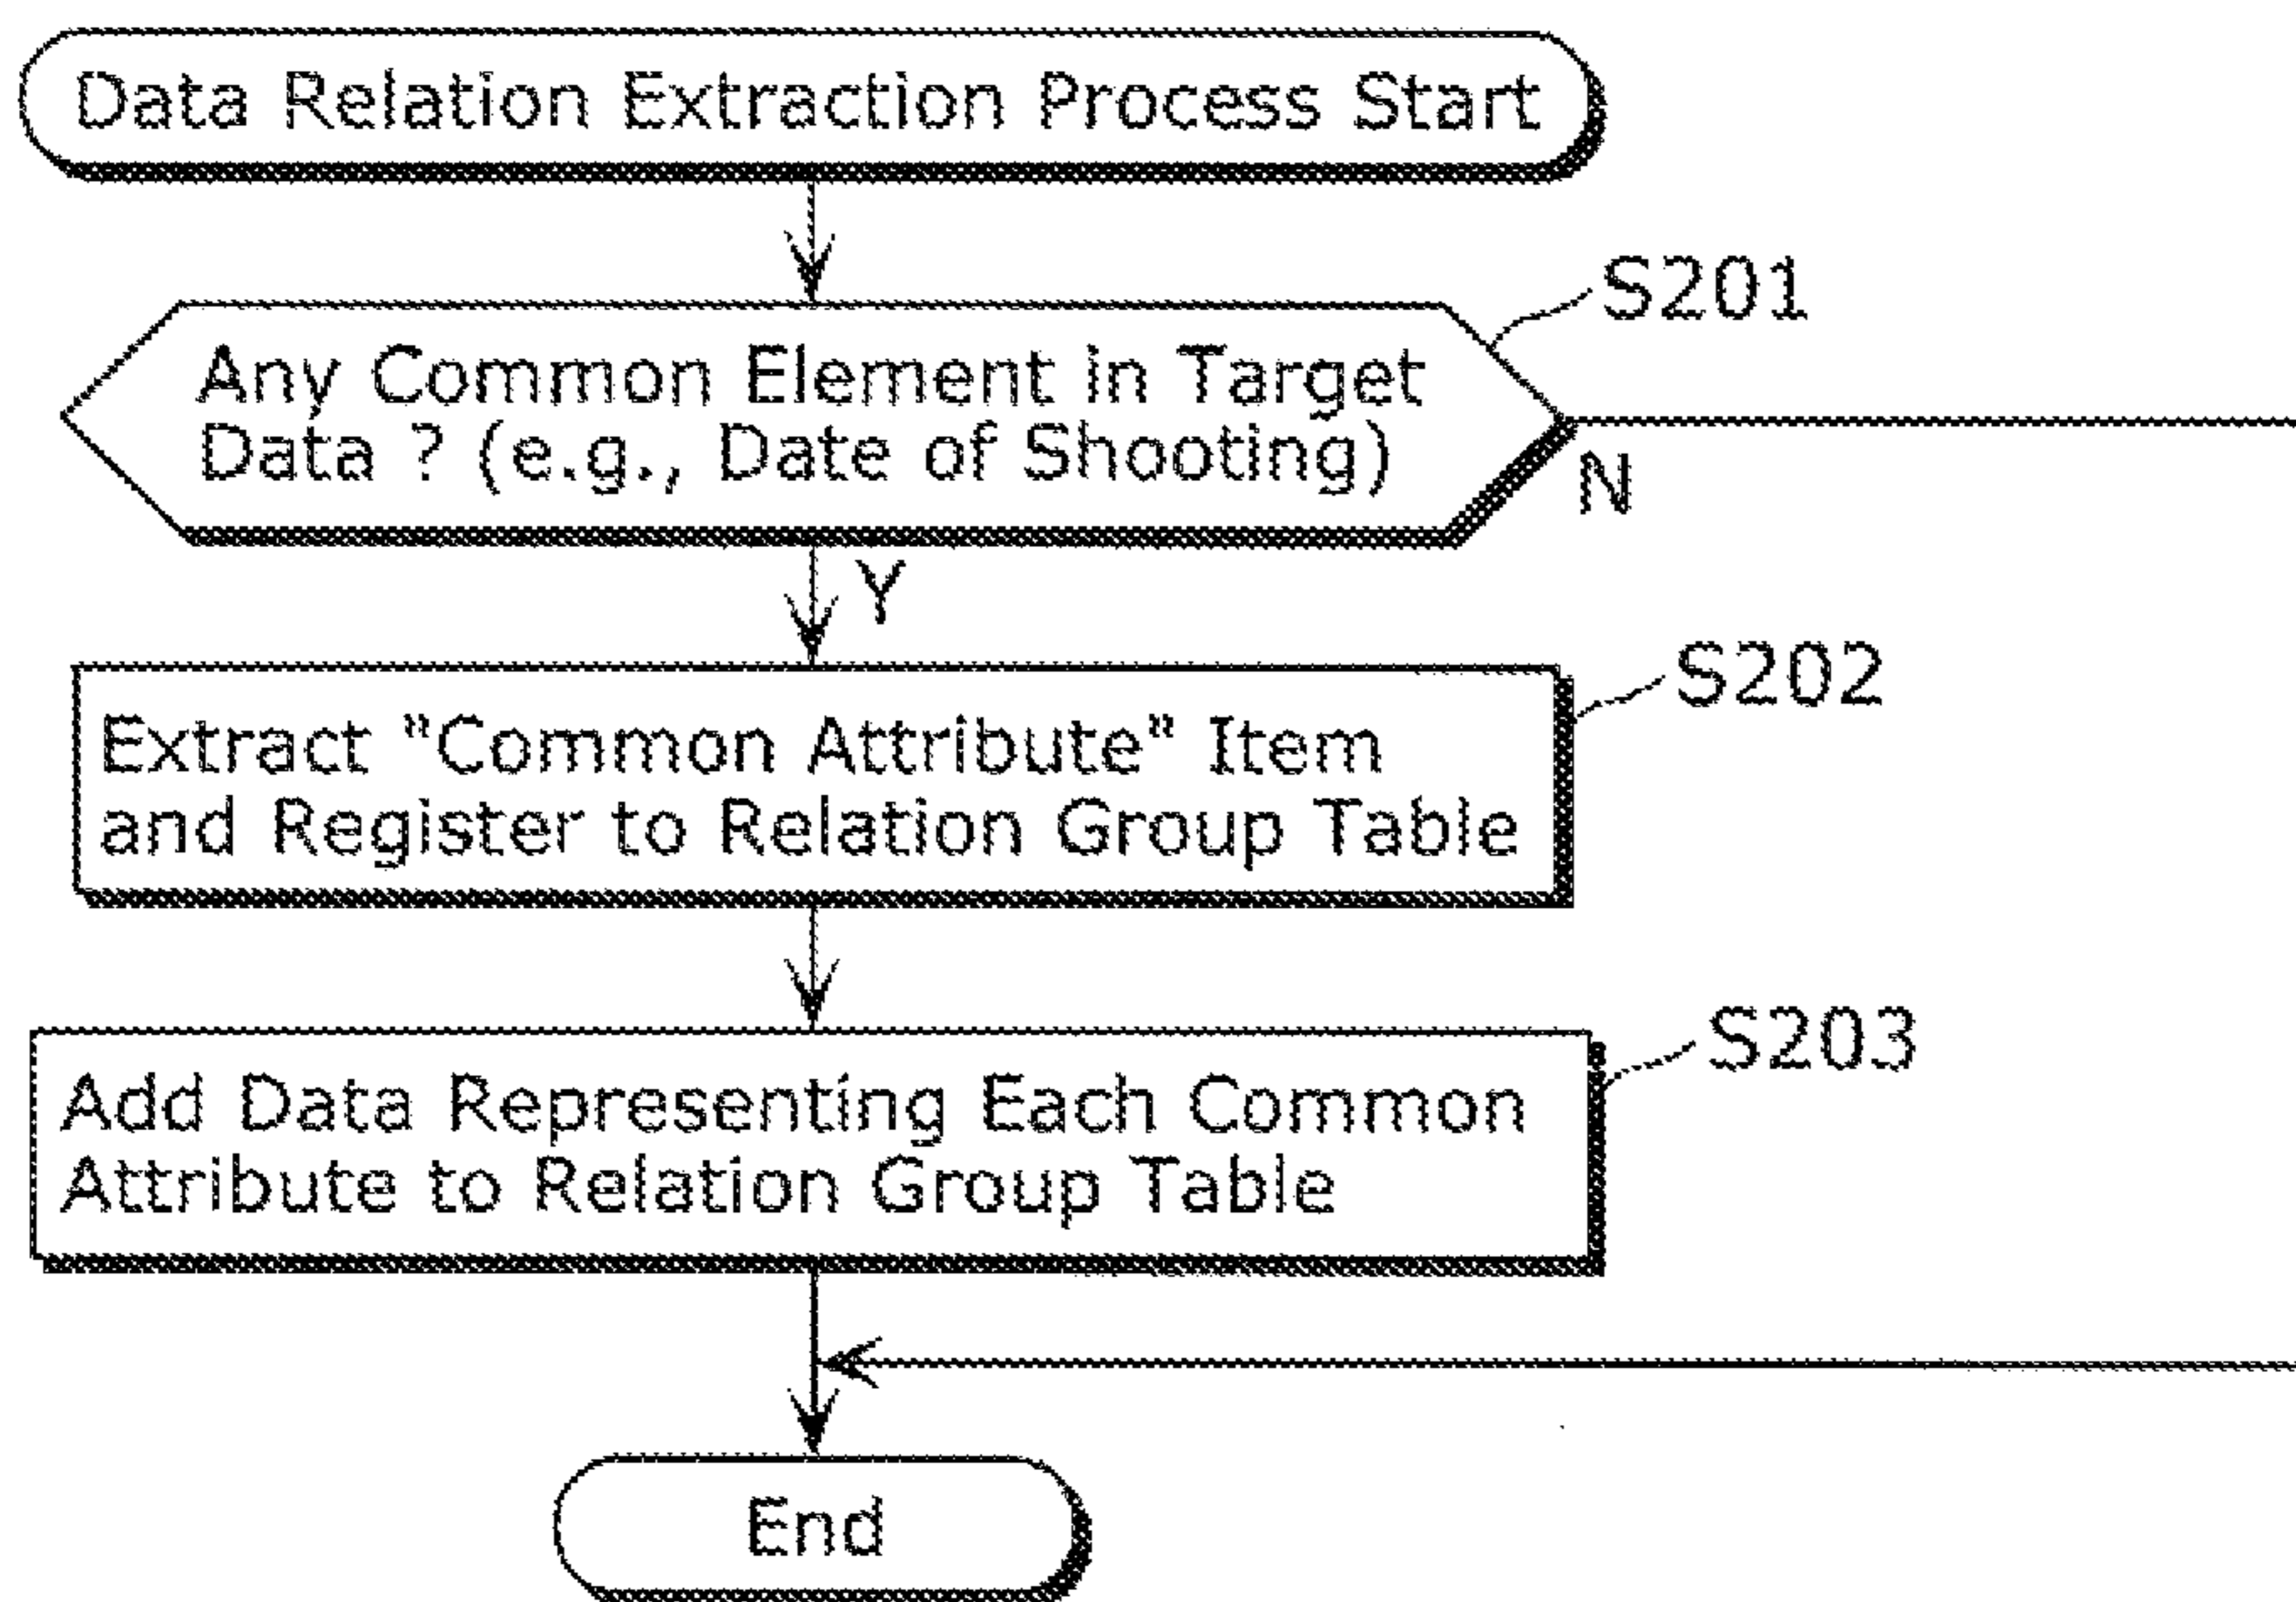 Data Relation Extraction Process Start
S201
Any Common Element in Target
Data ? (e.g., Date of Shooting)
N
Y
S202
Extract "Common Attribute" Item
and Register to Relation Group Table
S203
Add Data Representing Each Common
Attribute to Relation Group Table
End